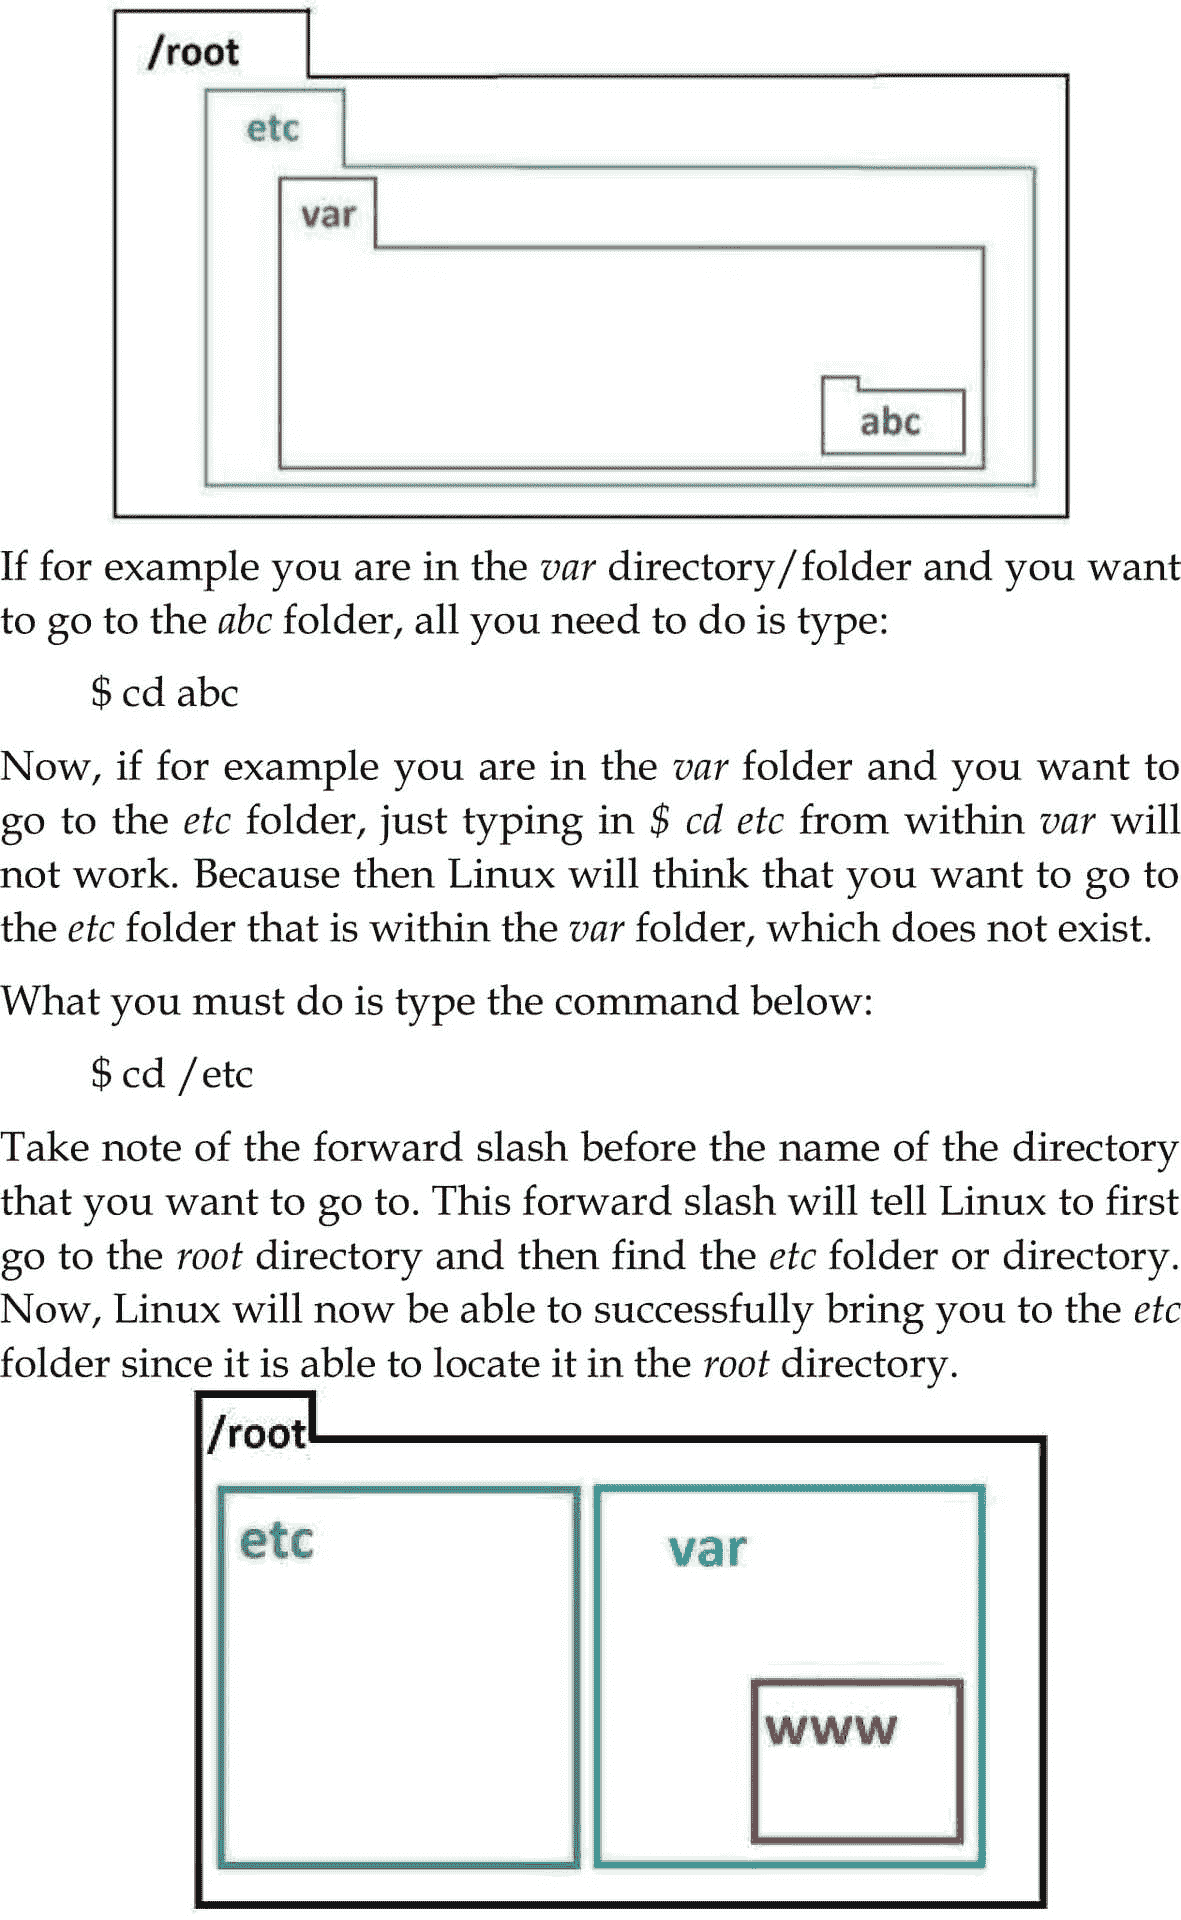 /root
etc
var
abc
If for example you are in the var directory/folder and you want
to go to the abc folder, all you need to do is type:
$ cd abc
Now, if for example you are in the var folder and you want to
go to the etc folder, just typing in $ cd etc from within var will
not work. Because then Linux will think that you want to go to
the etc folder that is within the var folder, which does not exist.
What you must do is type the command below:
$ cd /etc
Take note of the forward slash before the name of the directory
that you want to go to. This forward slash will tell Linux to first
go to the root directory and then find the etc folder or directory.
Now, Linux will now be able to successfully bring you to the etc
folder since it is able to locate it in the root directory.
/root
etc
var
www